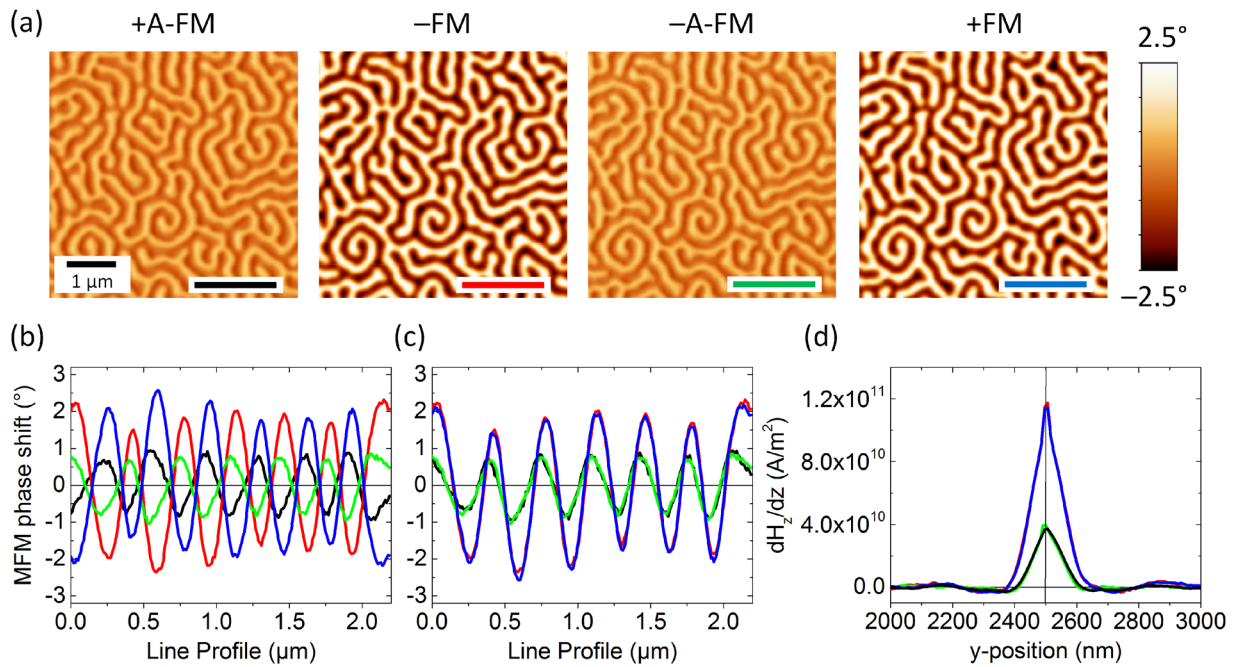 (a)
+A-FM
–FM
–A-FM
+FM
2.5°
–2.5°
1 µm
(b)
(c)
(d)
MFM phase shift (°)
3
2
1
0
-1
-2
-3
0.0 0.5 1.0 1.5 2.0
Line Profile (µm)
3
2
1
0
-1
-2
-3
0.0 0.5 1.0 1.5 2.0
Line Profile (µm)
dHz/dz (A/m²)
1.2x10¹¹
8.0x10¹⁰
4.0x10¹⁰
0.0
2000 2200 2400 2600 2800 3000
y-position (nm)